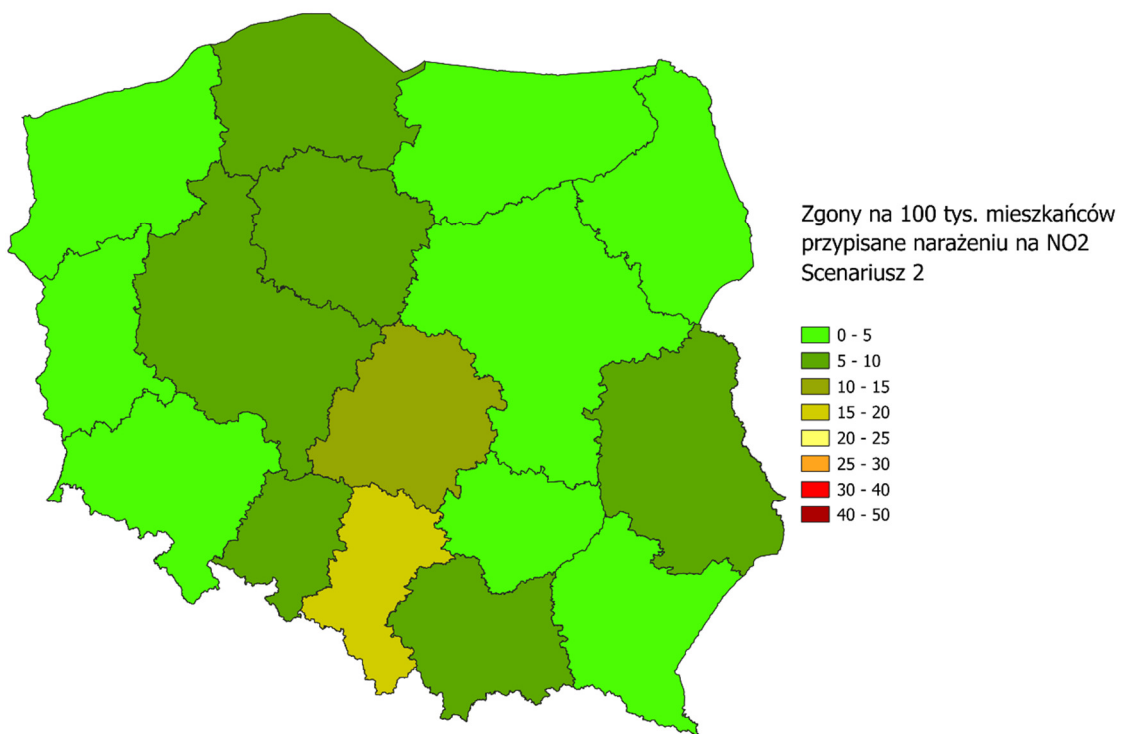 Zgony na 100 tys. mieszkańców
przypisane narażeniu na NO2
Scenariusz 2
0 - 5
5 - 10
10 - 15
15 - 20
20 - 25
25 - 30
30 - 40
40 - 50